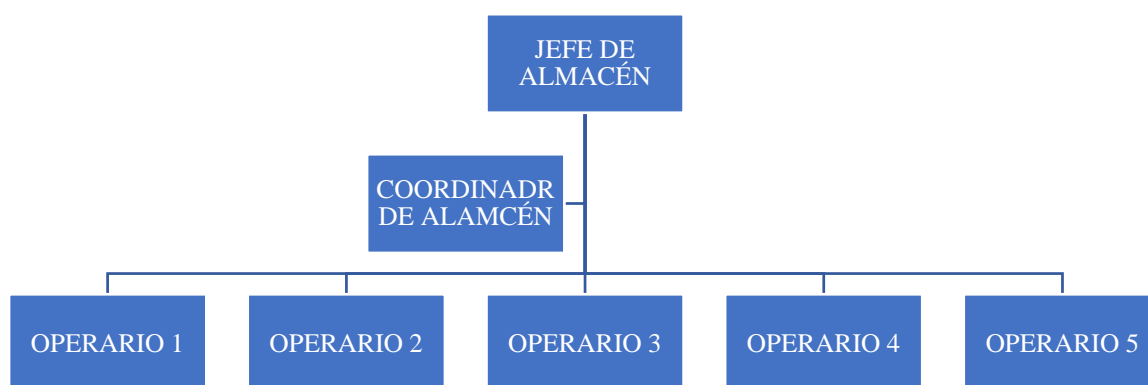 JEFE DE
ALMACÉN
COORDINADR
DE ALAMCÉN
OPERARIO 1
OPERARIO 2
OPERARIO 3
OPERARIO 4
OPERARIO 5